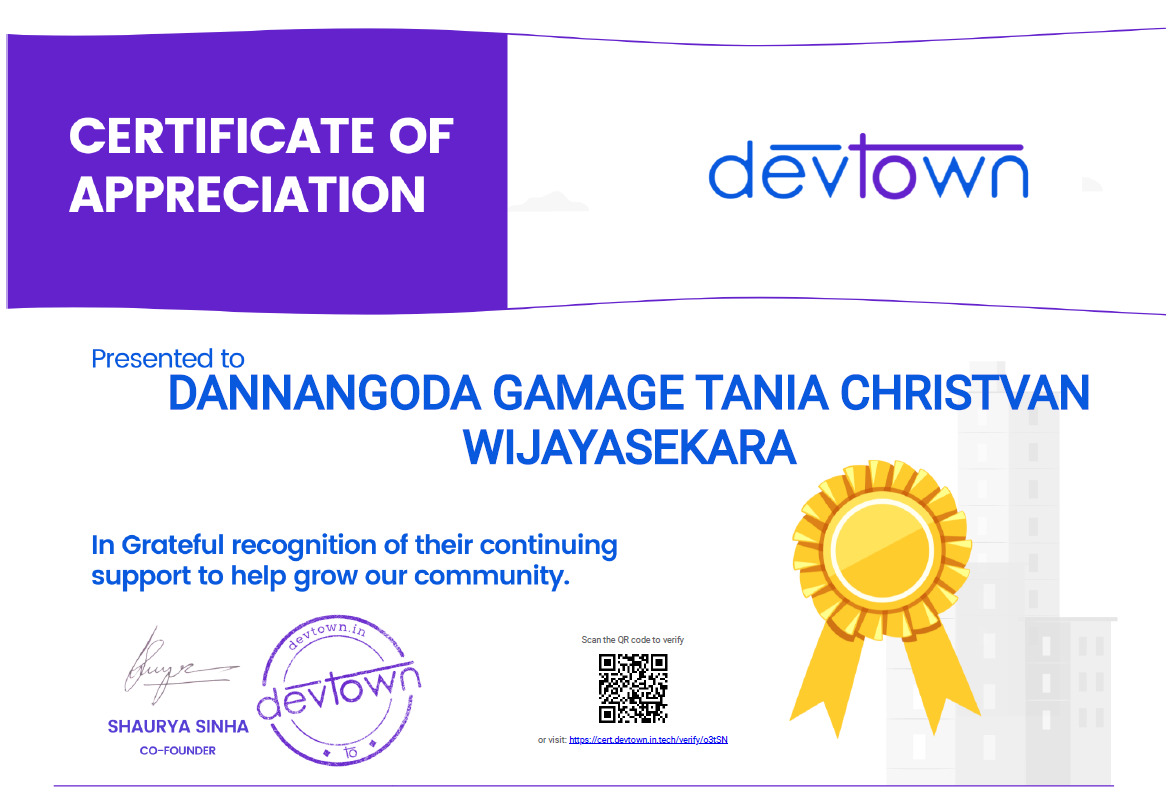 CERTIFICATE OF
APPRECIATION
devtown
Presented to
DANNANGODA GAMAGE TANIA CHRISTVAN
WIJAYASEKARA
In Grateful recognition of their continuing
support to help grow our community.
devtown.in
devtown
to
SHAURYA SINHA
CO-FOUNDER
Scan the QR code to verify
or visit: https://cert.devtown.in.tech/verify/o3tSN